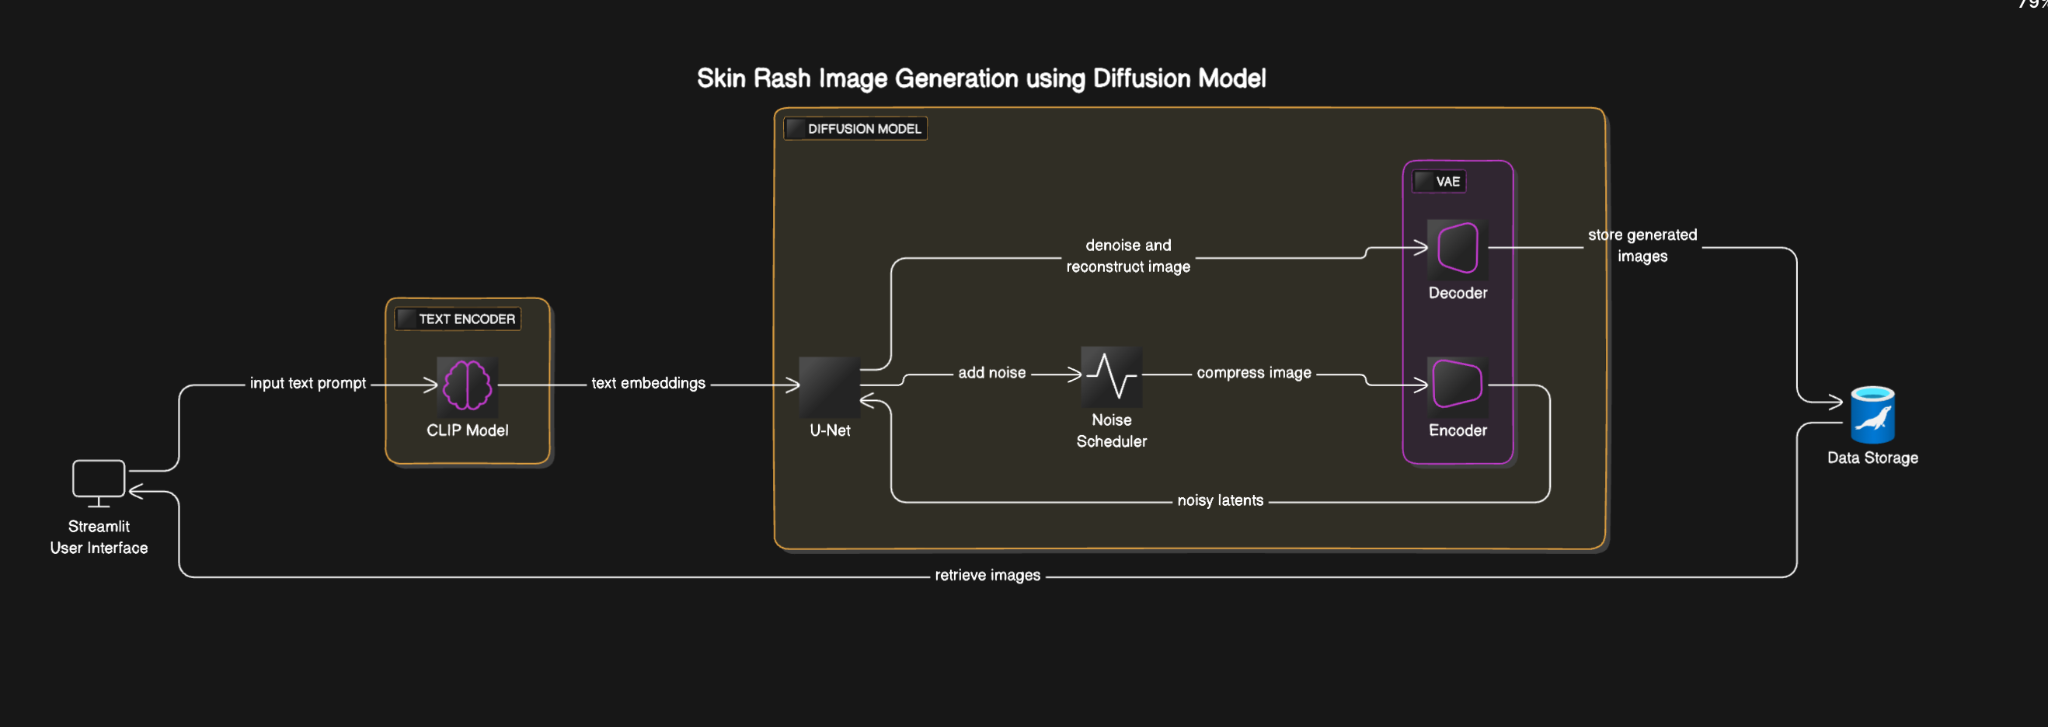 79%
Skin Rash Image Generation using Diffusion Model
DIFFUSION MODEL
VAE
denoise and
reconstruct image
store generated
images
Decoder
TEXT ENCODER
input text prompt
text embeddings
add noise
compress image
CLIP Model
U-Net
Noise
Scheduler
Encoder
Data Storage
noisy latents
Streamlit
User Interface
retrieve images